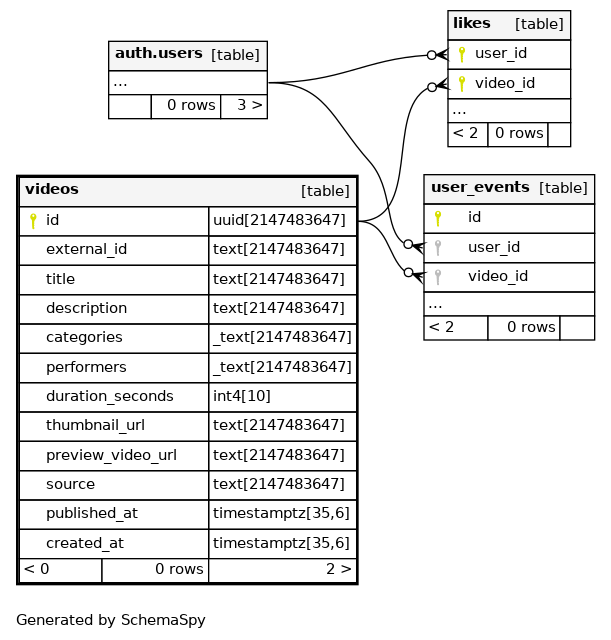 auth.users [table]
...
0 rows 3 >
likes [table]
user_id
video_id
...
< 2 0 rows
videos [table]
id uuid[2147483647]
external_id text[2147483647]
title text[2147483647]
description text[2147483647]
categories _text[2147483647]
performers _text[2147483647]
duration_seconds int4[10]
thumbnail_url text[2147483647]
preview_video_url text[2147483647]
source text[2147483647]
published_at timestamptz[35,6]
created_at timestamptz[35,6]
< 0 0 rows 2 >
user_events [table]
id
user_id
video_id
...
< 2 0 rows
Generated by SchemaSpy